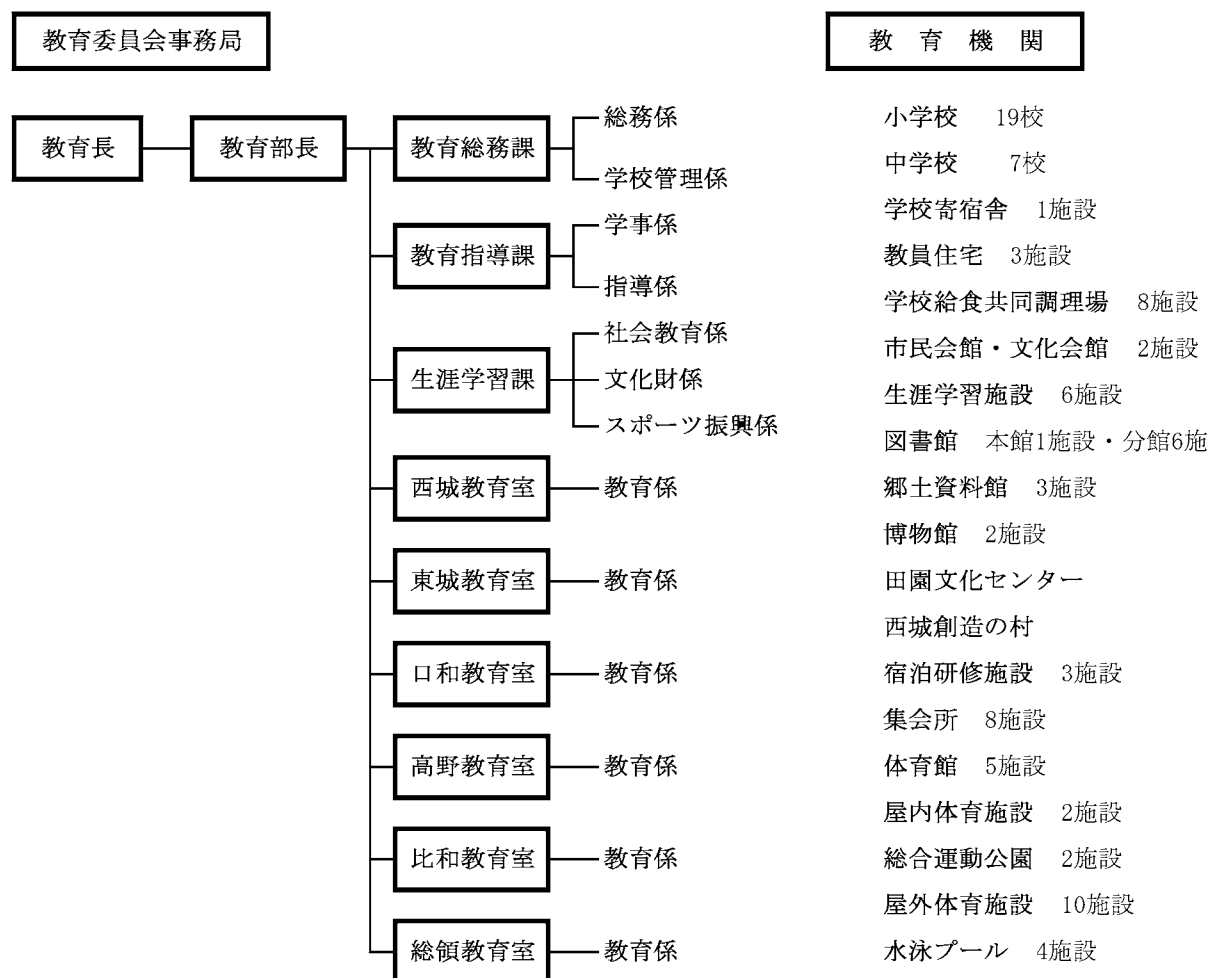 教育委員会事務局
教育長
教育部長
教育総務課
総務係
学校管理係
教育指導課
学事係
指導係
生涯学習課
社会教育係
文化財係
スポーツ振興係
西城教育室
教育係
東城教育室
教育係
口和教育室
教育係
高野教育室
教育係
比和教育室
教育係
総領教育室
教育係
教 育 機 関
小学校 19校
中学校 7校
学校寄宿舎 1施設
教員住宅 3施設
学校給食共同調理場 8施設
市民会館・文化会館 2施設
生涯学習施設 6施設
図書館 本館1施設・分館6施
郷土資料館 3施設
博物館 2施設
田園文化センター
西城創造の村
宿泊研修施設 3施設
集会所 8施設
体育館 5施設
屋内体育施設 2施設
総合運動公園 2施設
屋外体育施設 10施設
水泳プール 4施設